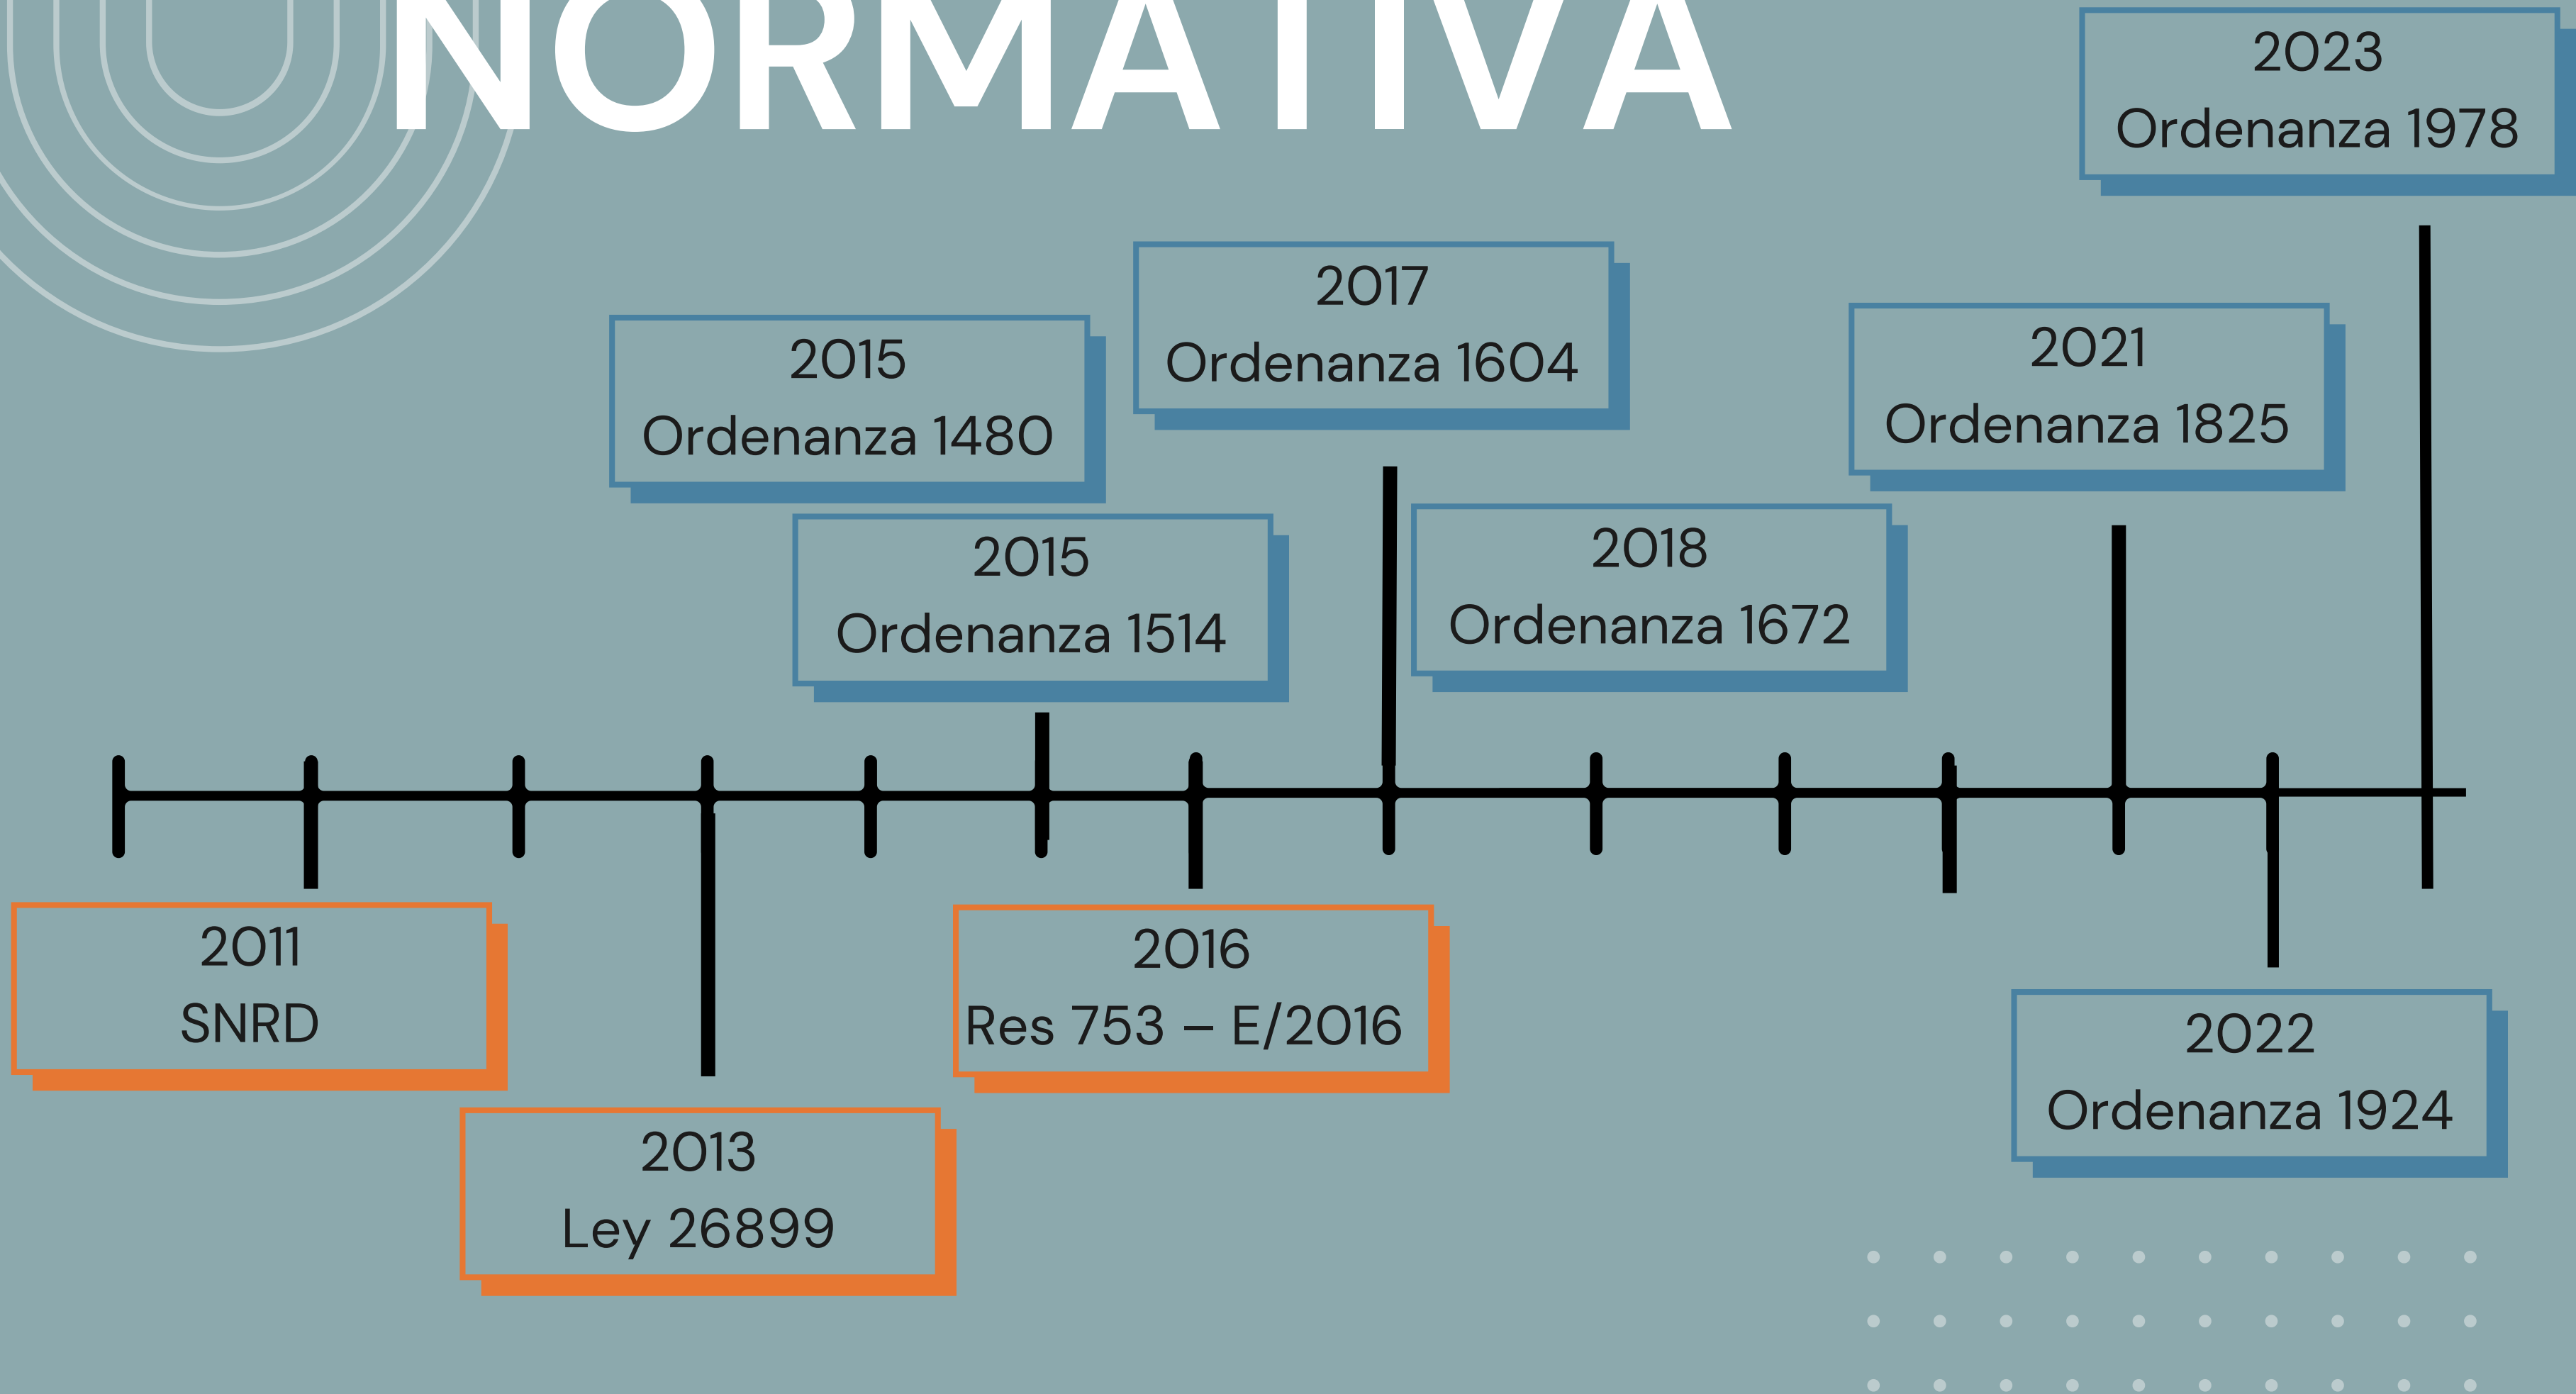 NORMATIVA
2023
Ordenanza 1978
2017
Ordenanza 1604
2015
Ordenanza 1480
2021
Ordenanza 1825
2015
Ordenanza 1514
2018
Ordenanza 1672
2011
SNRD
2016
Res 753 – E/2016
2022
Ordenanza 1924
2013
Ley 26899